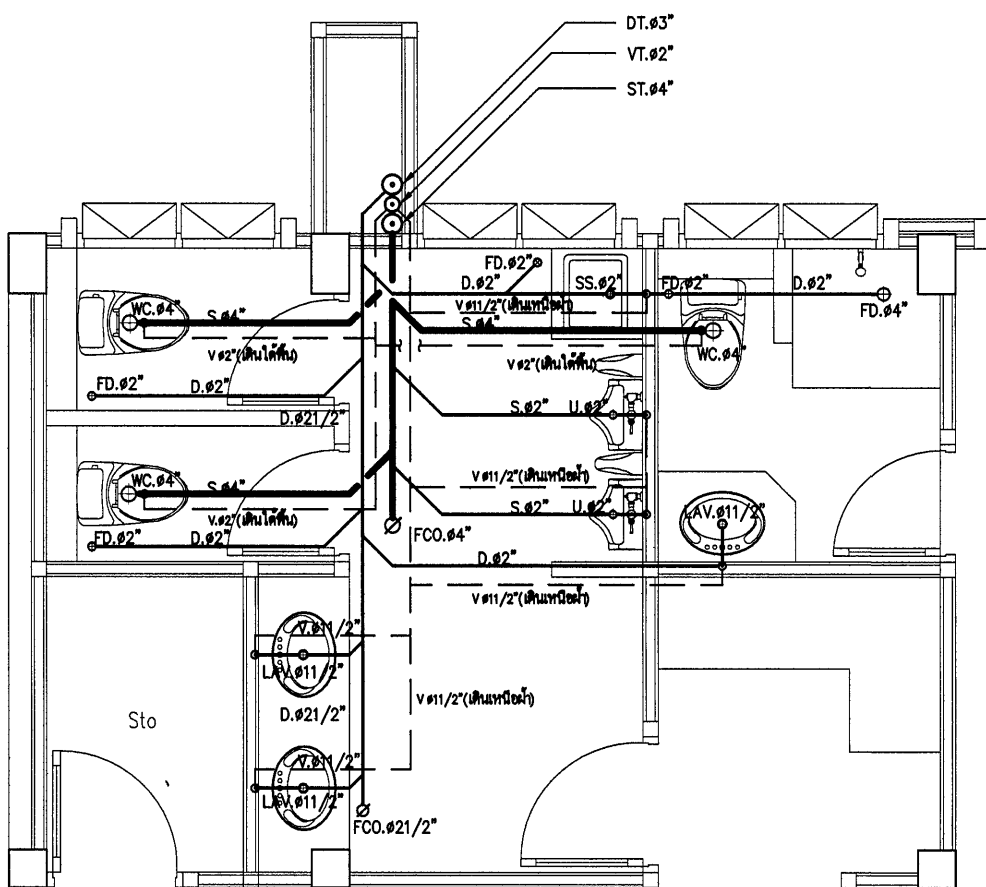 DT.ø3"
VT.ø2"
ST.ø4"
FD.ø2"
D.ø2"
SS.ø2"
FD.ø2"
D.ø2"
V ø11/2"(เดินเหนือฝ้า)
FD.ø4"
WC.ø4"
S.ø4"
S.ø4"
V ø2"(เดินใต้พื้น)
V ø2"(เดินใต้พื้น)
WC.ø4"
FD.ø2"
D.ø2"
D.ø21/2"
S.ø2"
U.ø2"
WC.ø4"
S.ø4"
V ø11/2"(เดินเหนือฝ้า)
V.ø2"(เดินใต้พื้น)
S.ø2"
U.ø2"
LAV.ø11/2"
FD.ø2"
D.ø2"
FCO.ø4"
D.ø2"
V ø11/2"(เดินเหนือฝ้า)
V.ø11/2"
LAV.ø11/2"
V ø11/2"(เดินเหนือฝ้า)
D.ø21/2"
Sto
V.ø11/2"
LAV.ø11/2"
FCO.ø21/2"